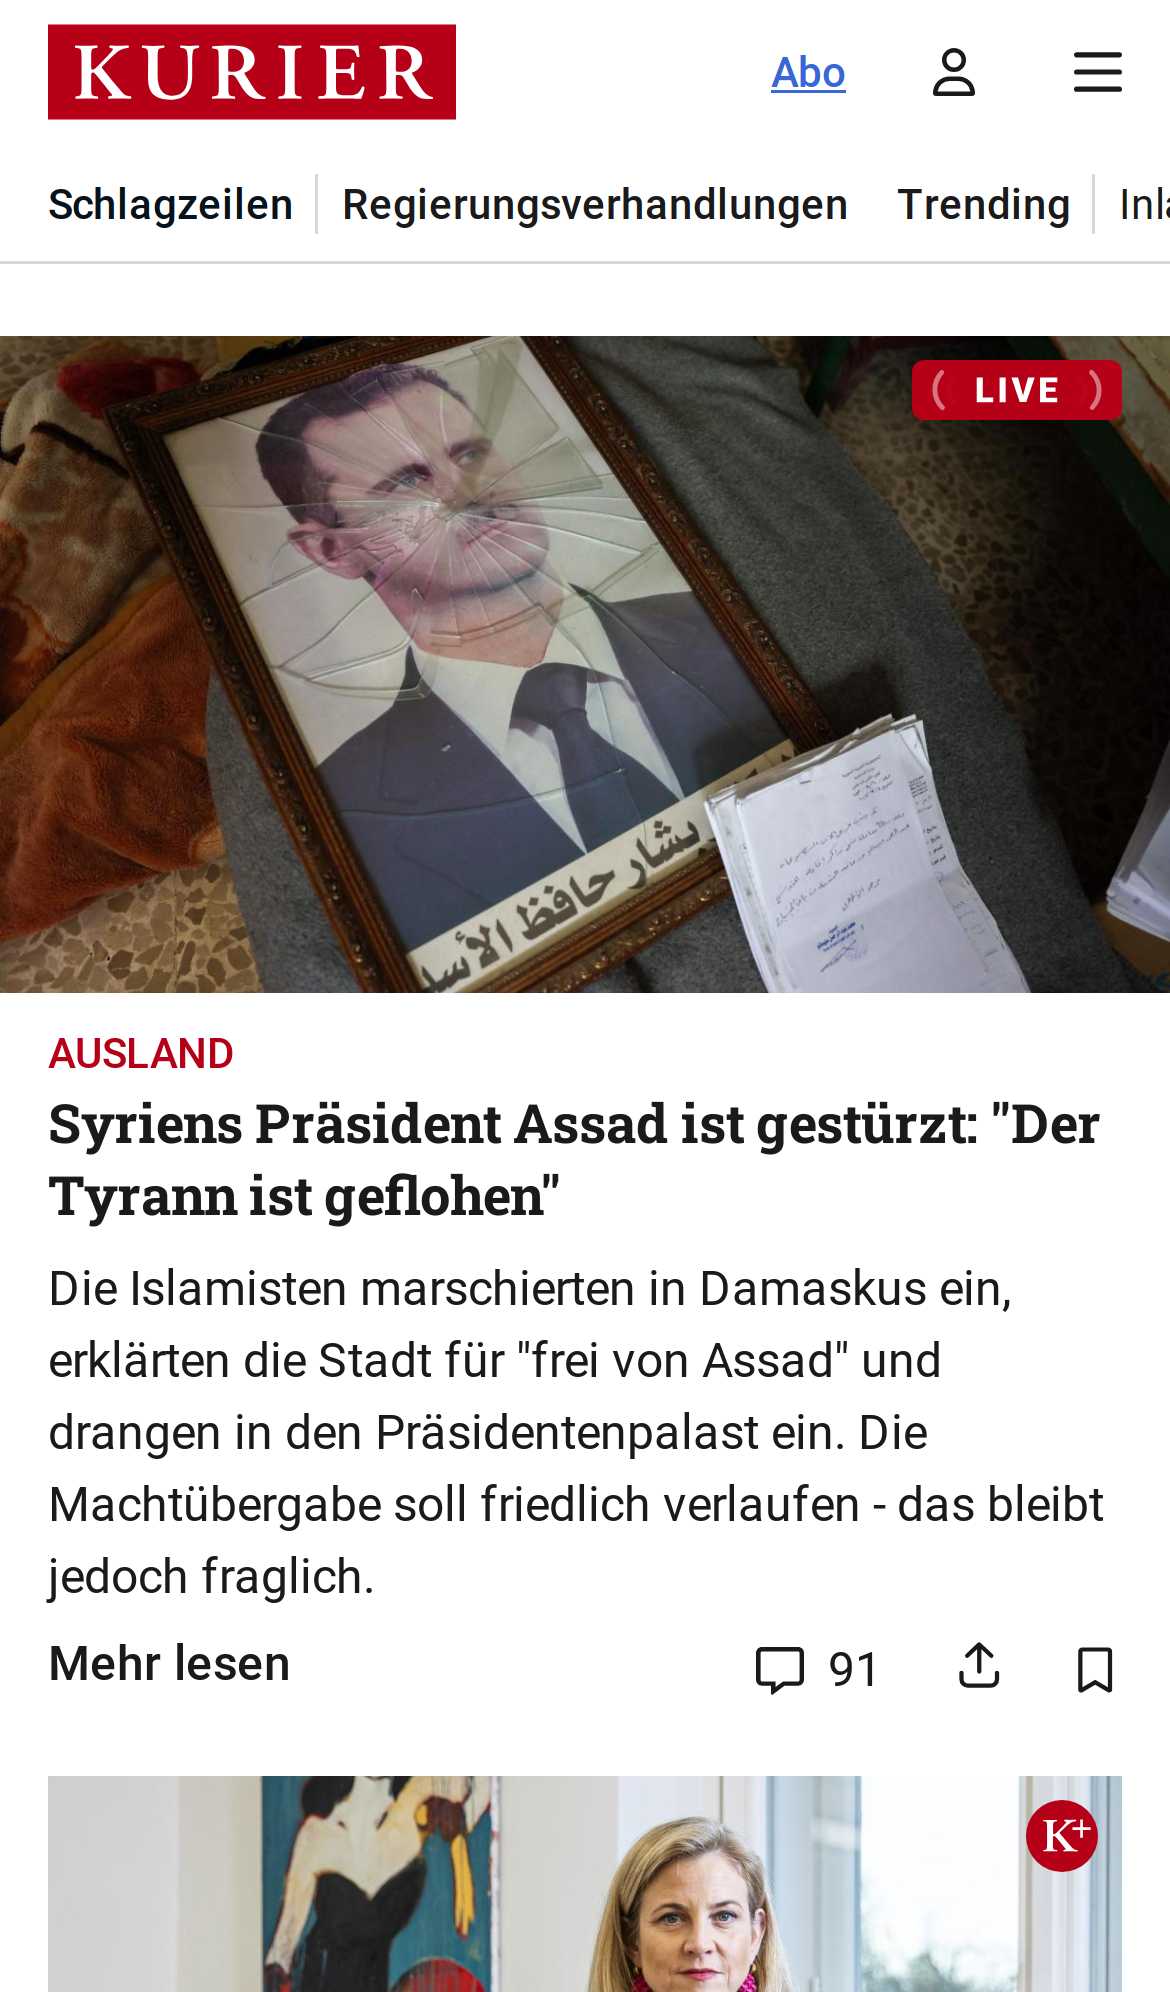 KURIER
Abo
Schlagzeilen
Regierungsverhandlungen
Trending
LIVE
بشار حافظ الأسد
AUSLAND
Syriens Präsident Assad ist gestürzt: "Der
Tyrann ist geflohen"
Die Islamisten marschierten in Damaskus ein,
erklärten die Stadt für "frei von Assad" und
drangen in den Präsidentenpalast ein. Die
Machtübergabe soll friedlich verlaufen - das bleibt
jedoch fraglich.
Mehr lesen
91
K+